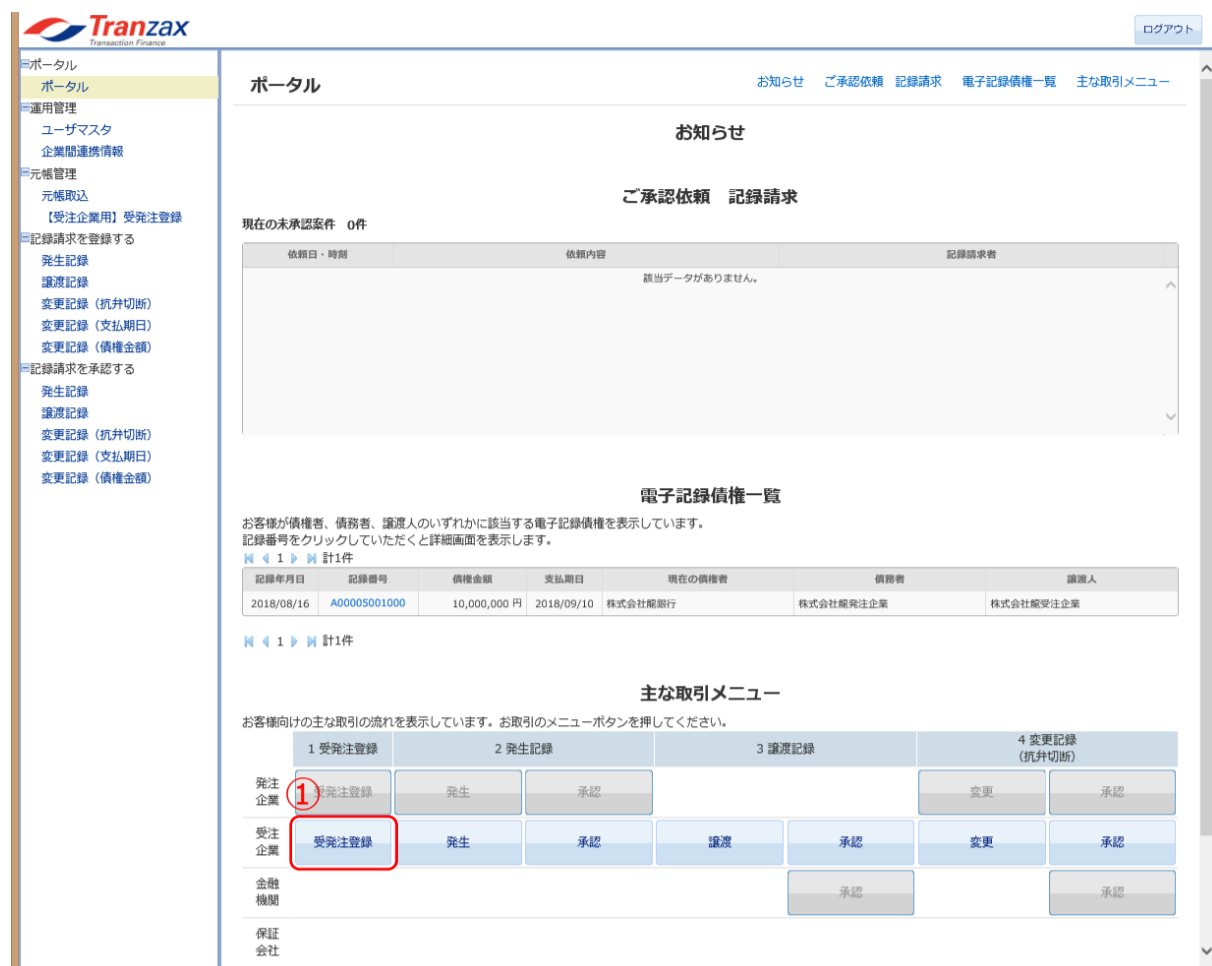 Tranzax
Transaction Finance
ログアウト
ポータル
ポータル
運用管理
ユーザマスタ
企業間連携情報
元帳管理
元帳取込
【受注企業用】受発注登録
記録請求を登録する
発生記録
譲渡記録
変更記録（抗弁切断）
変更記録（支払期日）
変更記録（債権金額）
記録請求を承認する
発生記録
譲渡記録
変更記録（抗弁切断）
変更記録（支払期日）
変更記録（債権金額）
ポータル
お知らせ ご承認依頼 記録請求 電子記録債権一覧 主な取引メニュー
お知らせ
ご承認依頼 記録請求
現在の未承認案件 0件
依頼日・時刻 依頼内容 記録請求者
該当データがありません。
電子記録債権一覧
お客様が債権者、債務者、譲渡人のいずれかに該当する電子記録債権を表示しています。
記録番号をクリックしていただくと詳細画面を表示します。
1 計1件
記録年月日 記録番号 債権金額 支払期日 現在の債権者 債務者 譲渡人
2018/08/16 A00005001000 10,000,000 円 2018/09/10 株式会社龍銀行 株式会社龍発注企業 株式会社龍受注企業
1 計1件
主な取引メニュー
お客様向けの主な取引の流れを表示しています。お取引のメニューボタンを押してください。
1 受発注登録 2 発生記録 3 譲渡記録 4 変更記録
（抗弁切断）
発注
企業
① 受発注登録 発生 承認 変更 承認
受注
企業
受発注登録 発生 承認 譲渡 承認 変更 承認
金融
機関
承認 承認
保証
会社